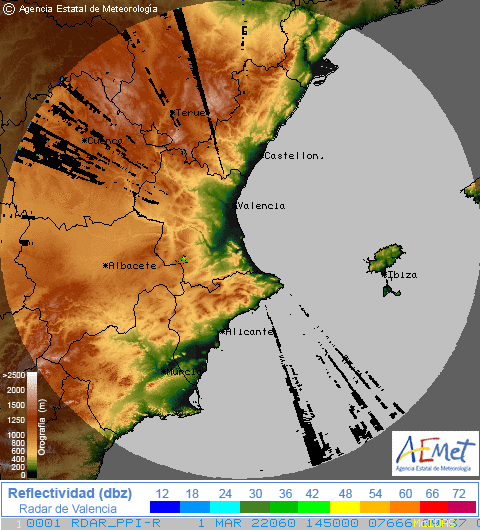 © Agencia Estatal de Meteorología
Teruel
Cuenca
Castellon.
Valencia
Albacete
Ibiza
Alicante
Murcia
>2500
2000
1750
1500
1250
1000
800
600
400
200
0
Orografía (m)
AEMet
Agencia Estatal de Meteorología
Reflectividad (dbz) 12 18 24 30 36 42 48 54 60 66 72
Radar de Valencia
1 0001 RDAR_PPI-R 1 MAR 22060 145000 0766